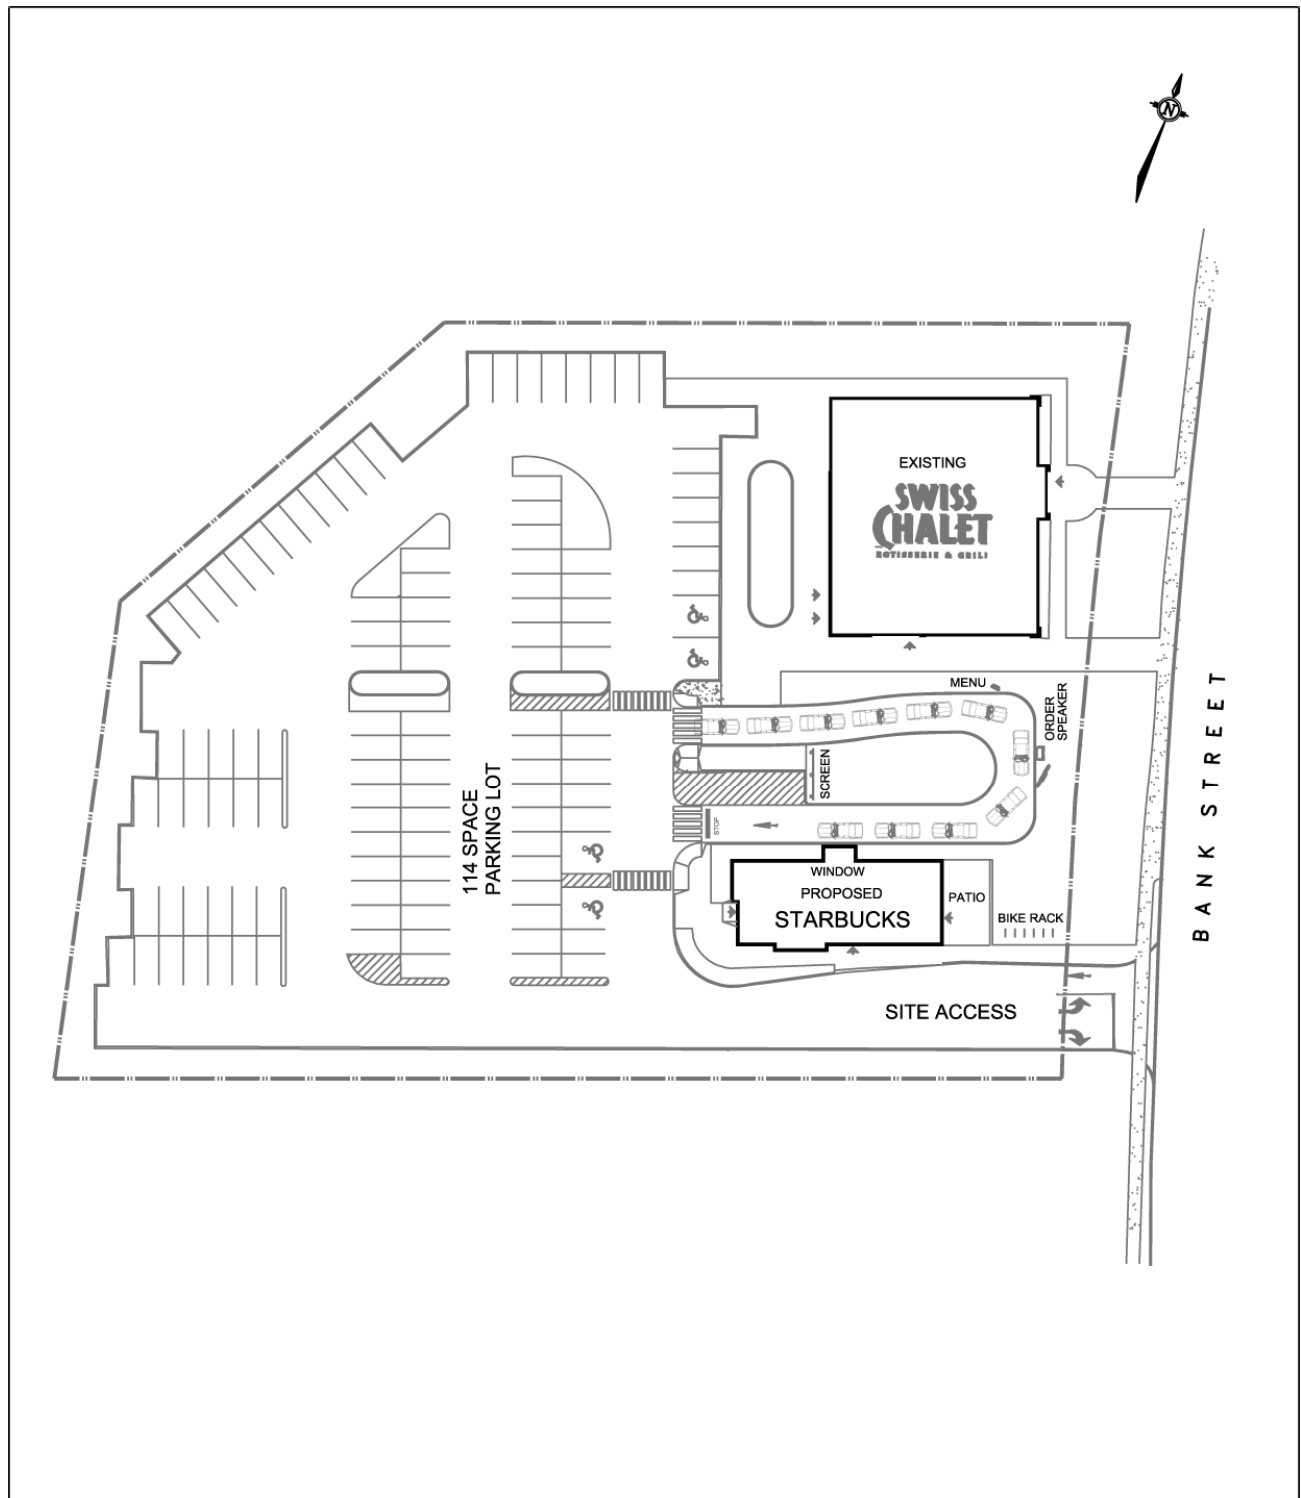 N
EXISTING
SWISS
CHALET
ROTISSERIE & GRILL
MENU
ORDER
SPEAKER
SCREEN
STOP
114 SPACE
PARKING LOT
WINDOW
PROPOSED
STARBUCKS
PATIO
BIKE RACK
SITE ACCESS
BANK STREET